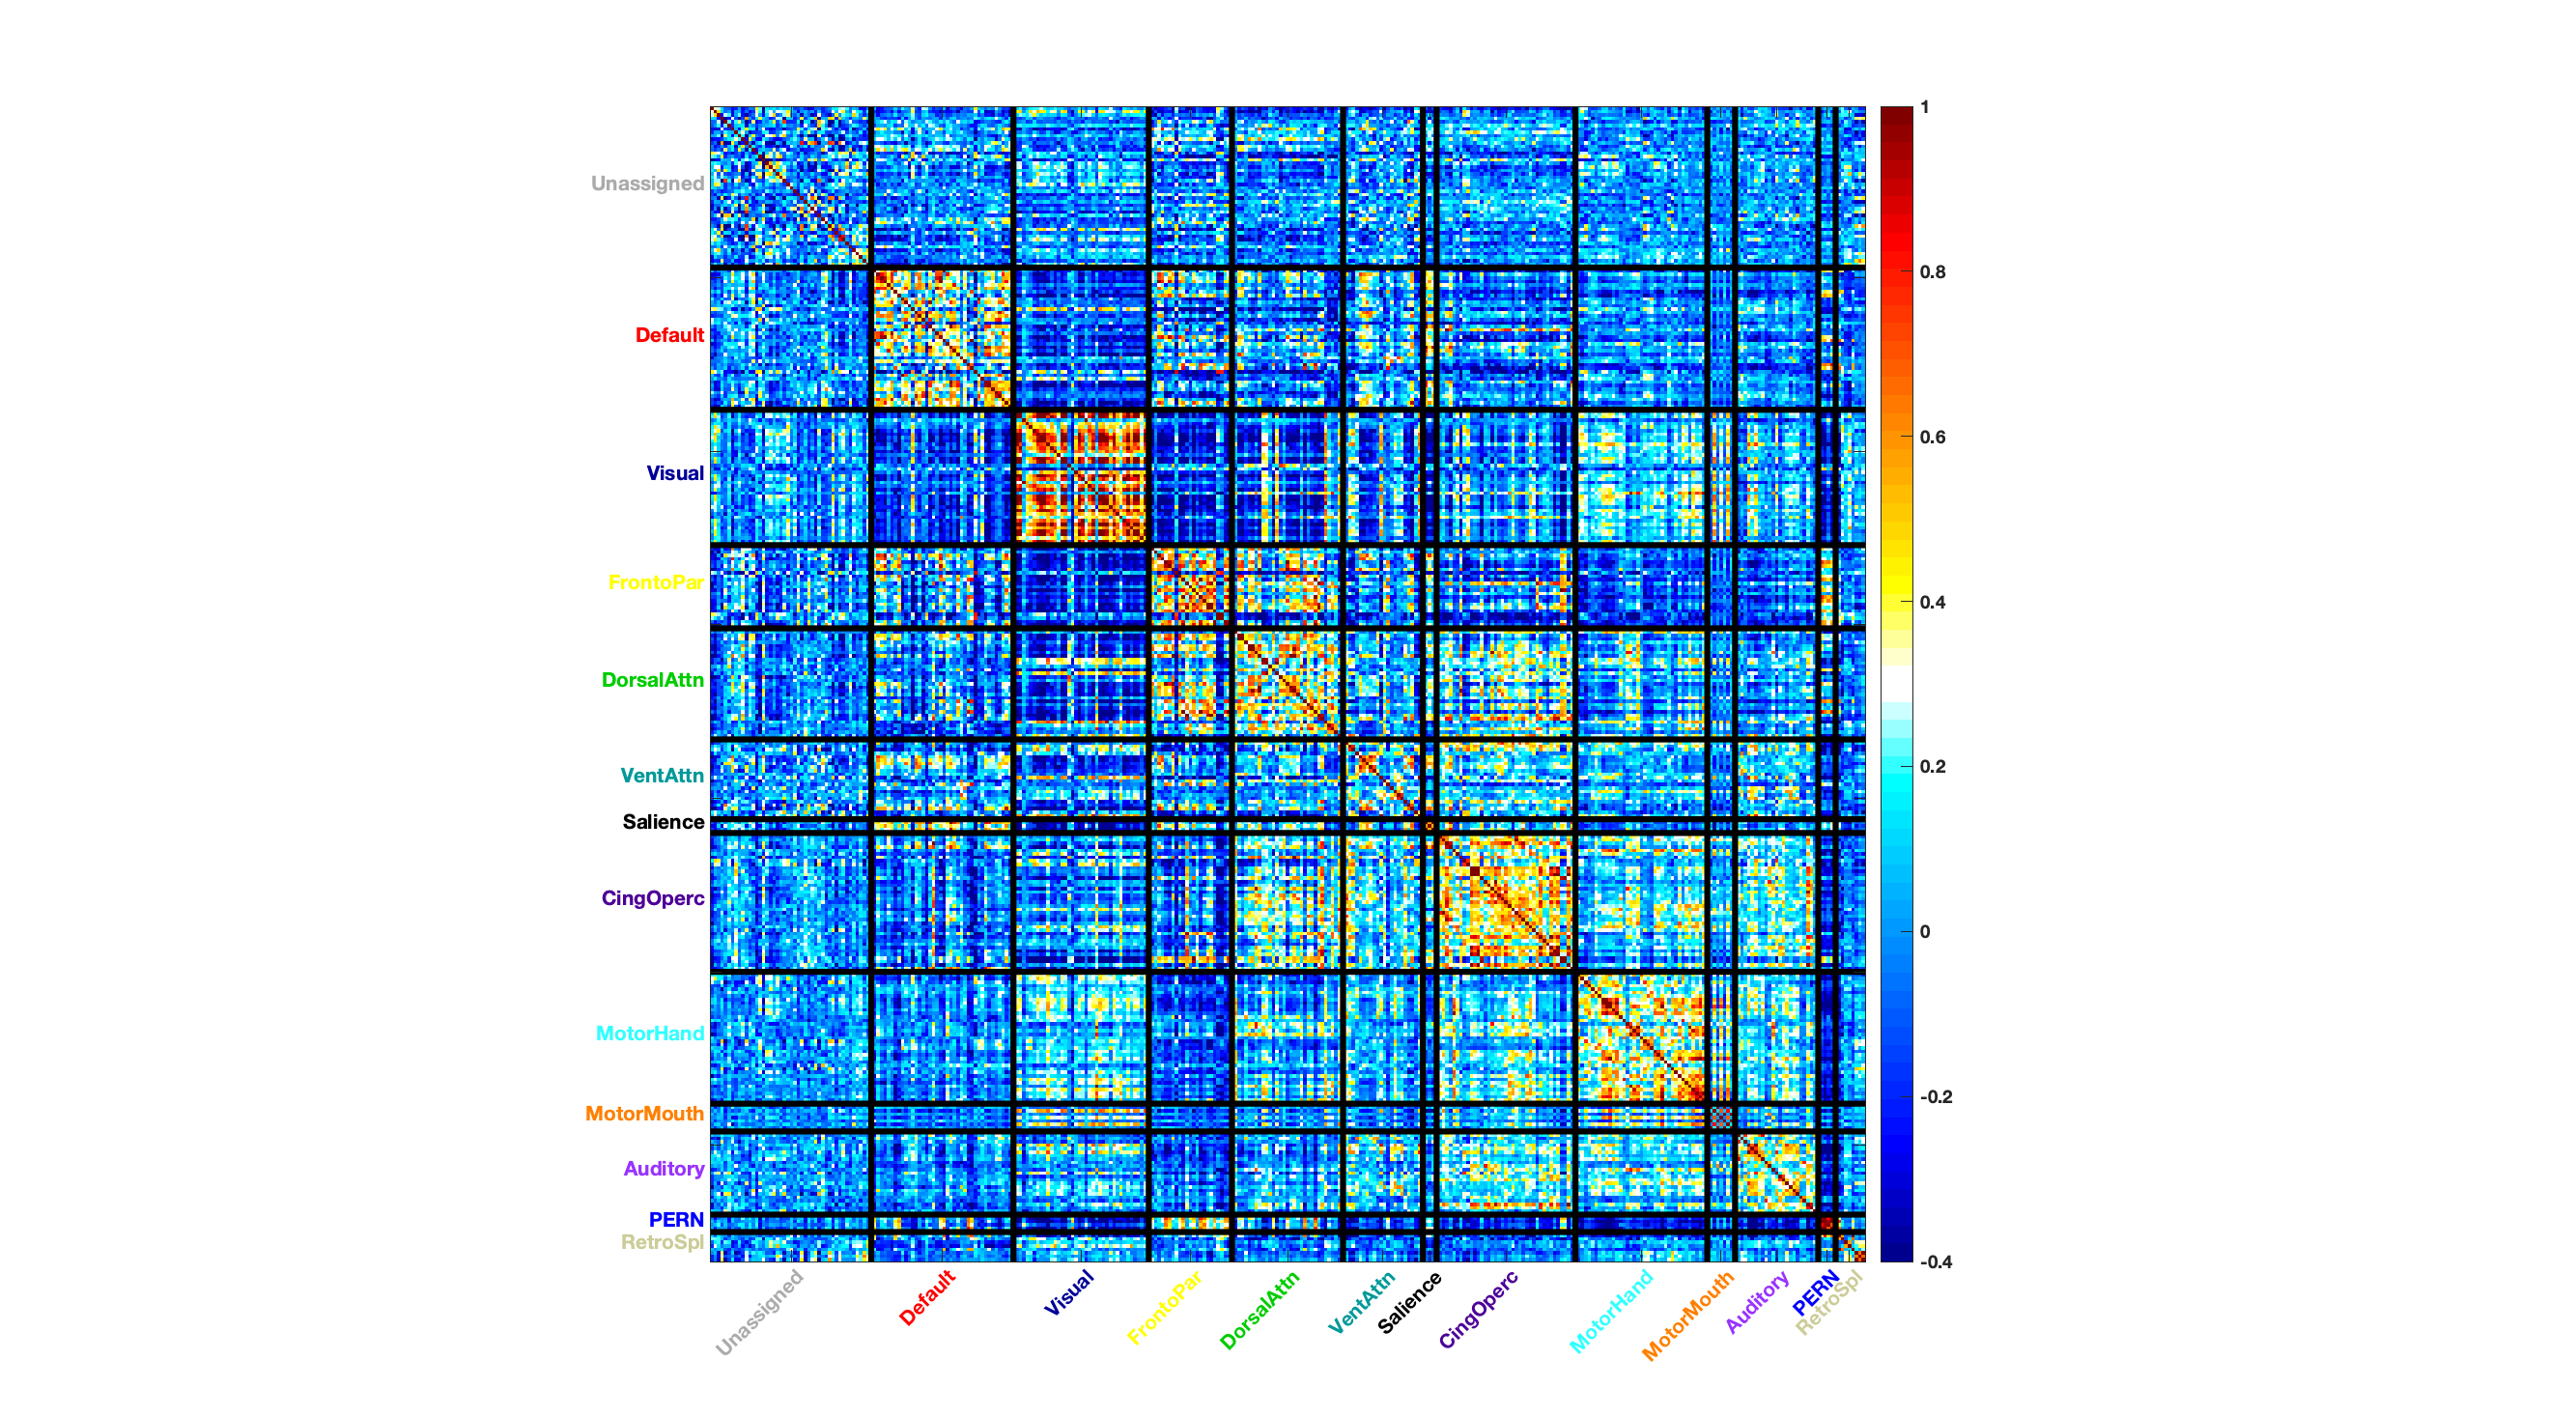 Unassigned
Default
Visual
FrontoPar
DorsalAttn
VentAttn
Salience
CingOperc
MotorHand
MotorMouth
Auditory
PERN
RetroSpl
Unassigned
Default
Visual
FrontoPar
DorsalAttn
VentAttn
Salience
CingOperc
MotorHand
MotorMouth
Auditory
PERN
RetroSpl
1
0.8
0.6
0.4
0.2
0
-0.2
-0.4